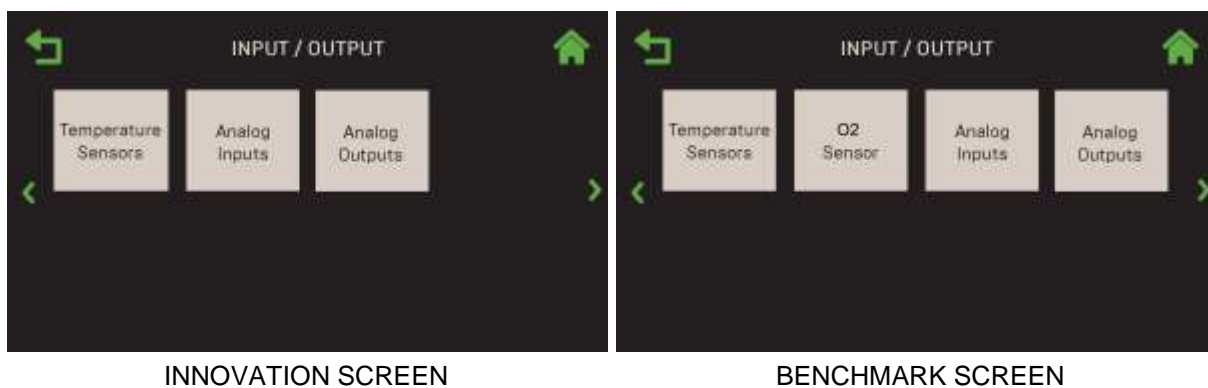 INPUT / OUTPUT
Temperature
Sensors
Analog
Inputs
Analog
Outputs
INPUT / OUTPUT
Temperature
Sensors
O2
Sensor
Analog
Inputs
Analog
Outputs
INNOVATION SCREEN
BENCHMARK SCREEN